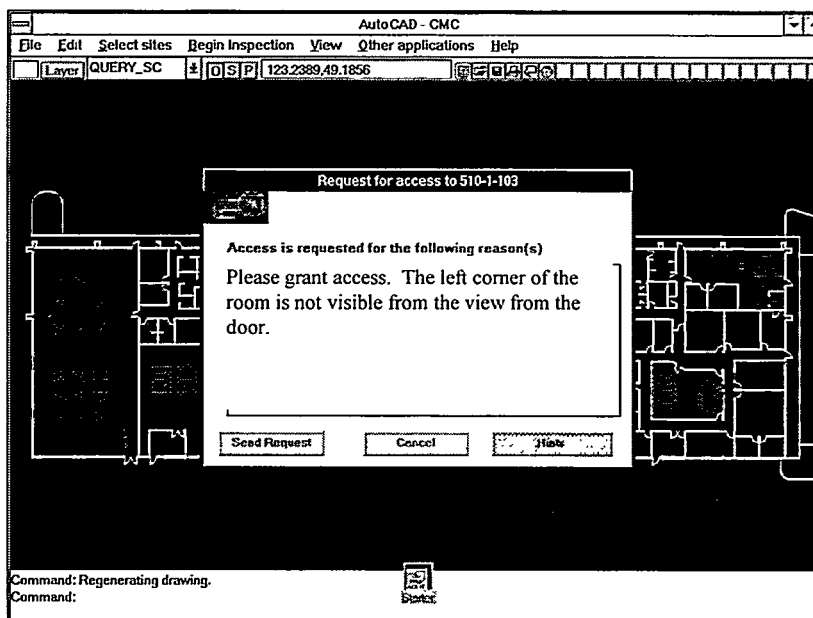 AutoCAD - CMC
File Edit Select sites Begin Inspection View Other applications Help
Layer QUERY_SC O S P 123.2389,49.1856
Request for access to 510-1-103
Access is requested for the following reason(s)
Please grant access. The left corner of the
room is not visible from the view from the
door.
Send Request Cancel Hints
Command: Regenerating drawing.
Command: